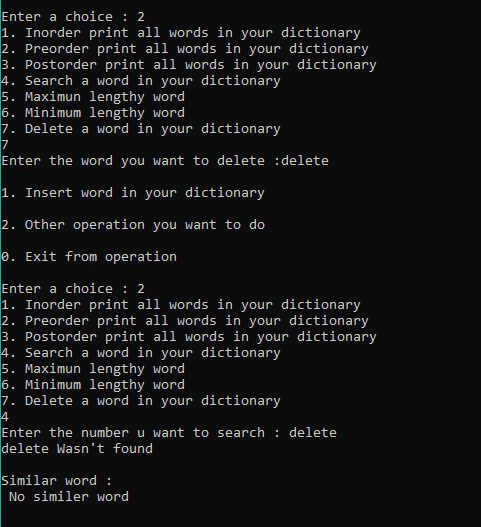 Enter a choice : 2
1. Inorder print all words in your dictionary
2. Preorder print all words in your dictionary
3. Postorder print all words in your dictionary
4. Search a word in your dictionary
5. Maximun lengthy word
6. Minimum lengthy word
7. Delete a word in your dictionary
7
Enter the word you want to delete :delete
1. Insert word in your dictionary
2. Other operation you want to do
0. Exit from operation
Enter a choice : 2
1. Inorder print all words in your dictionary
2. Preorder print all words in your dictionary
3. Postorder print all words in your dictionary
4. Search a word in your dictionary
5. Maximun lengthy word
6. Minimum lengthy word
7. Delete a word in your dictionary
4
Enter the number u want to search : delete
delete Wasn't found
Similar word :
No similer word